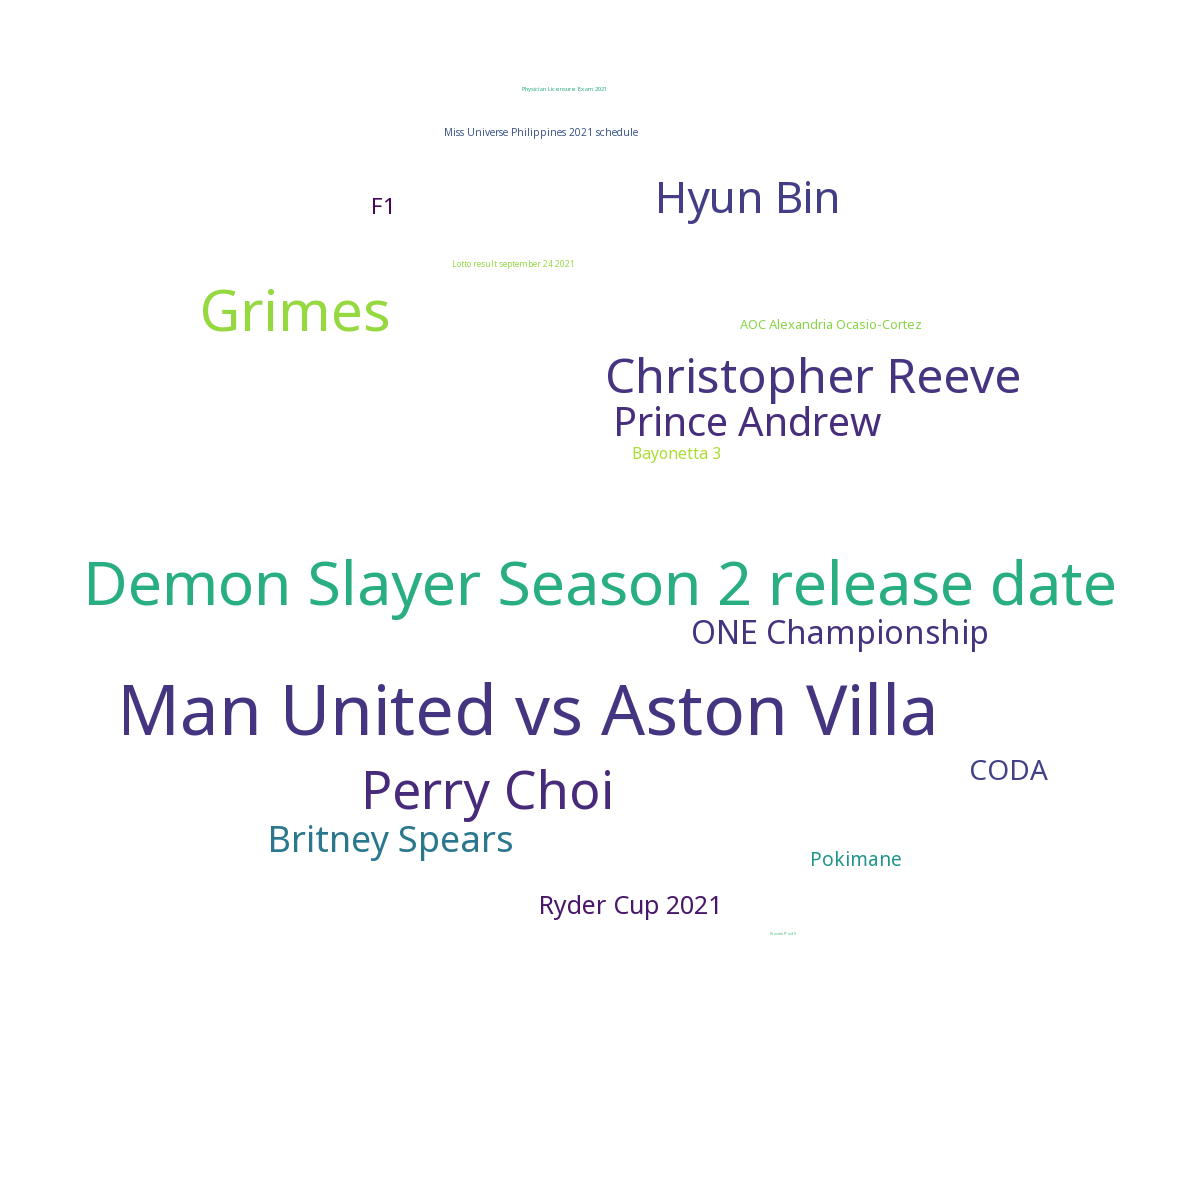 Physician Licensure Exam 2021
Miss Universe Philippines 2021 schedule
Hyun Bin
F1
Lotto result september 24 2021
Grimes
AOC Alexandria Ocasio-Cortez
Christopher Reeve
Prince Andrew
Bayonetta 3
Demon Slayer Season 2 release date
ONE Championship
Man United vs Aston Villa
CODA
Perry Choi
Britney Spears
Pokimane
Ryder Cup 2021